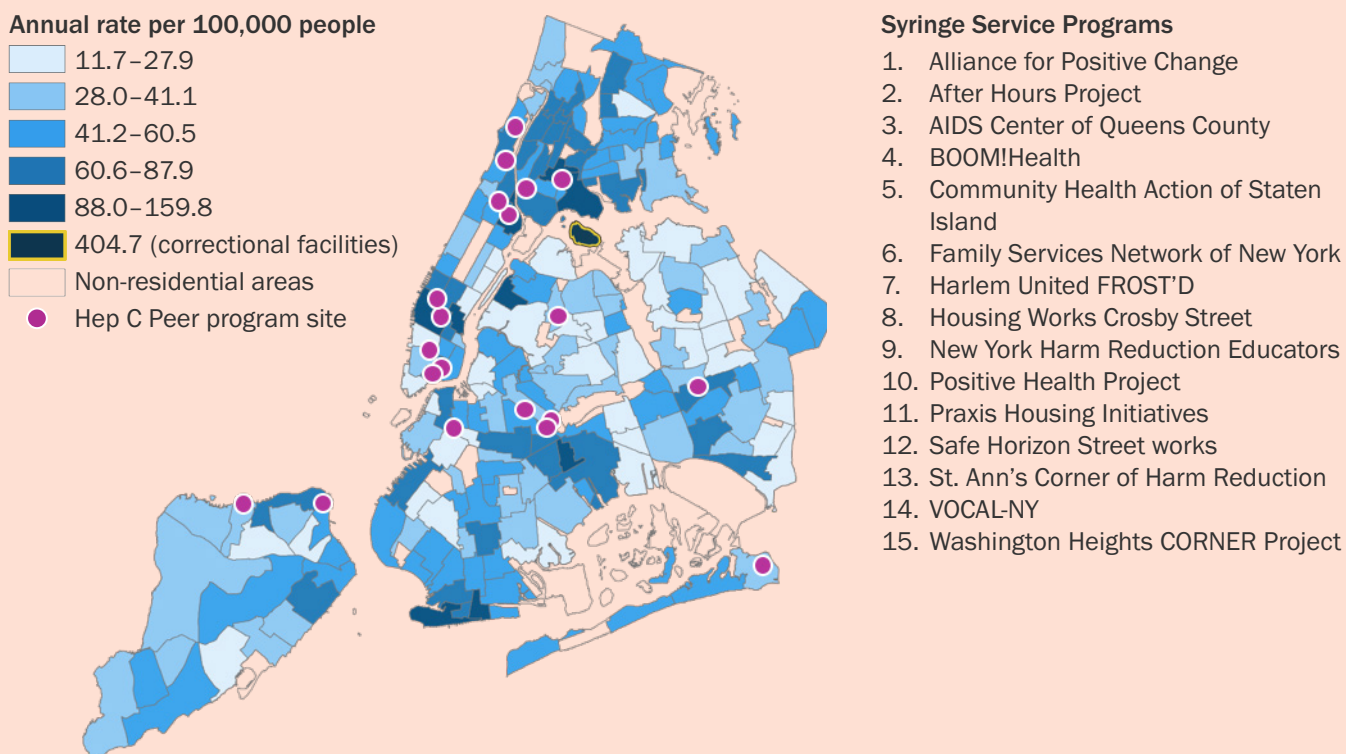 Annual rate per 100,000 people
11.7–27.9
28.0–41.1
41.2–60.5
60.6–87.9
88.0–159.8
404.7 (correctional facilities)
Non-residential areas
Hep C Peer program site
Syringe Service Programs
1. Alliance for Positive Change
2. After Hours Project
3. AIDS Center of Queens County
4. BOOM!Health
5. Community Health Action of Staten
Island
6. Family Services Network of New York
7. Harlem United FROST’D
8. Housing Works Crosby Street
9. New York Harm Reduction Educators
10. Positive Health Project
11. Praxis Housing Initiatives
12. Safe Horizon Street works
13. St. Ann’s Corner of Harm Reduction
14. VOCAL-NY
15. Washington Heights CORNER Project